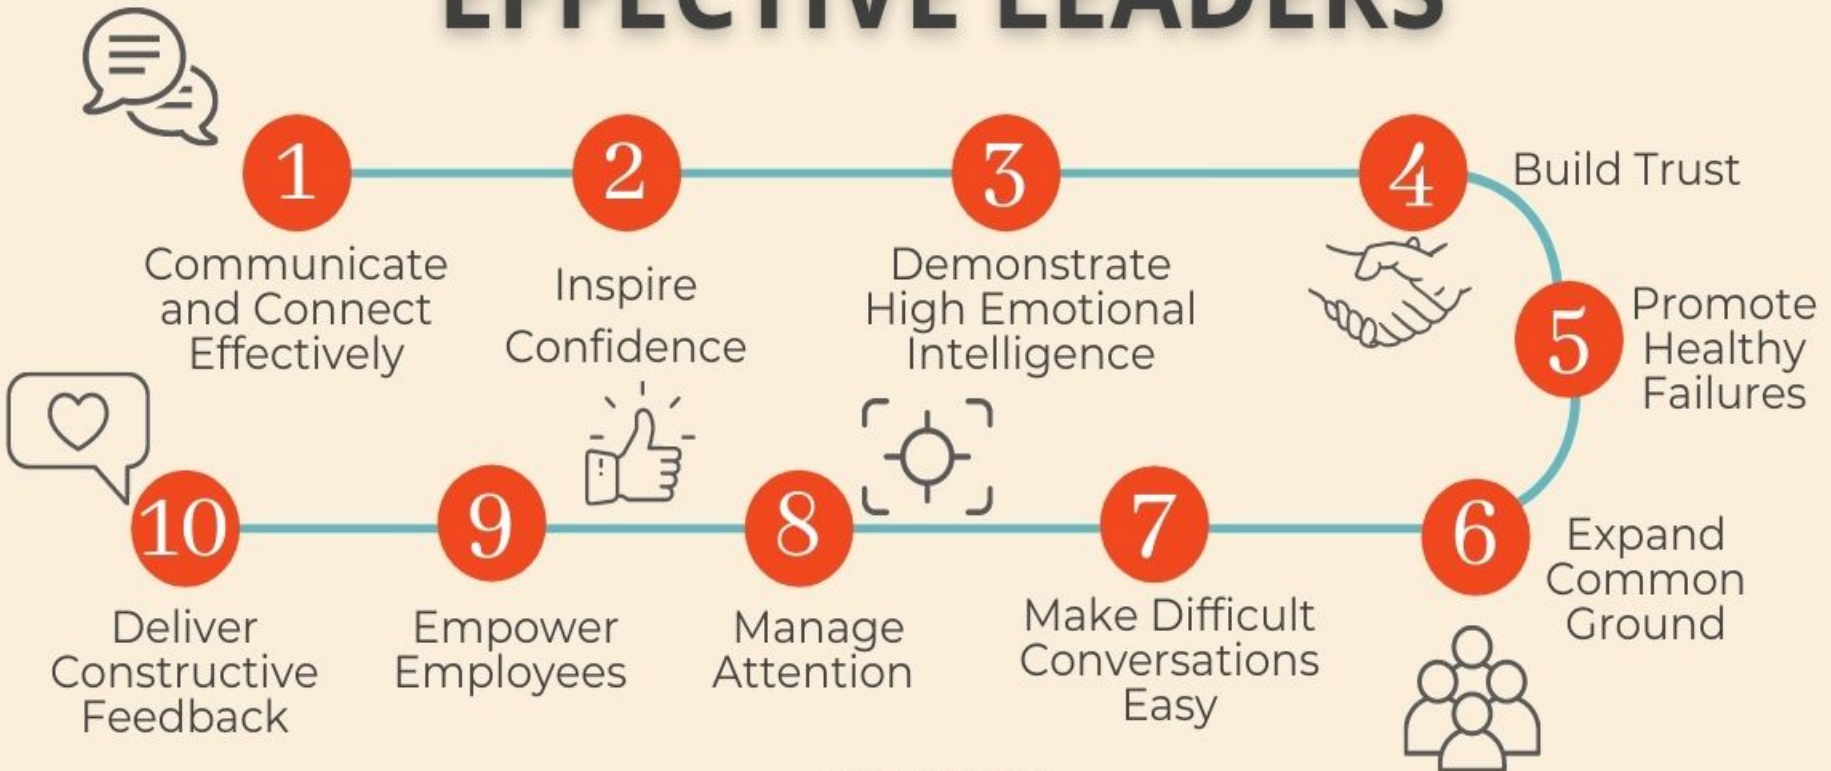 EFFECTIVE LEADERS
1
Communicate
and Connect
Effectively
2
Inspire
Confidence
3
Demonstrate
High Emotional
Intelligence
4
Build Trust
5
Promote
Healthy
Failures
6
Expand
Common
Ground
7
Make Difficult
Conversations
Easy
8
Manage
Attention
9
Empower
Employees
10
Deliver
Constructive
Feedback